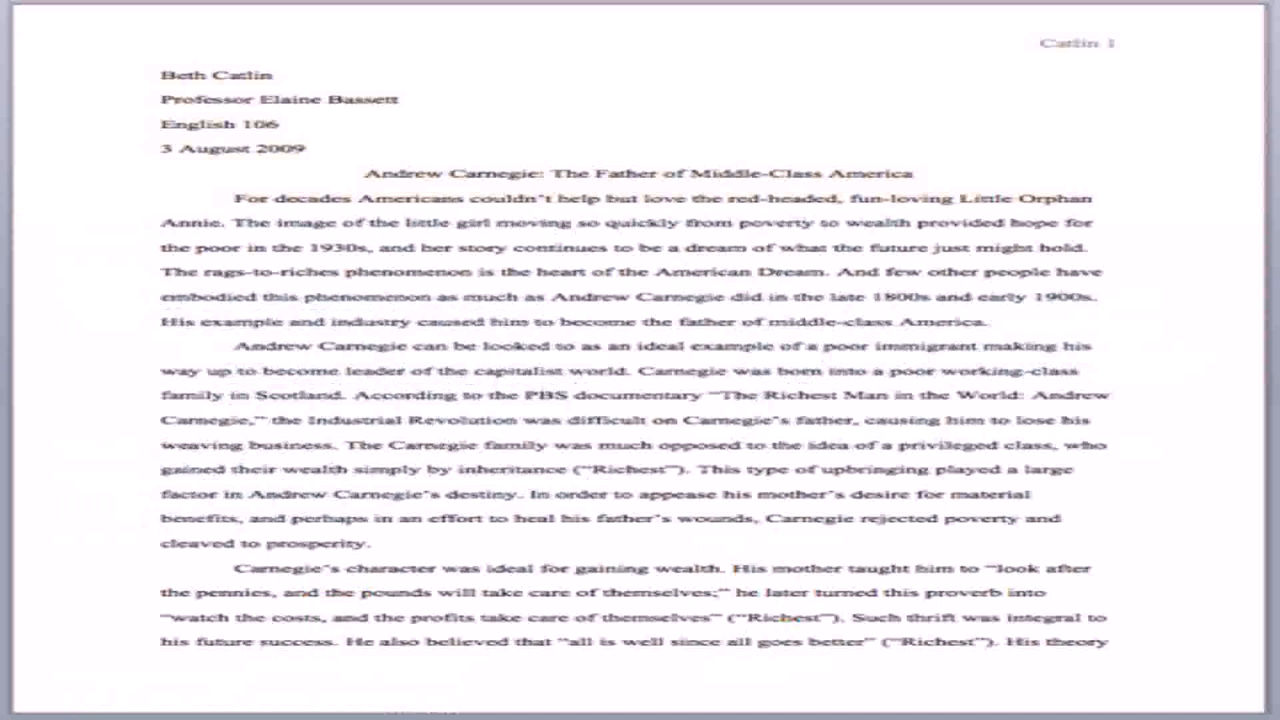 Catlin 1
Beth Catlin
Professor Elaine Bassett
English 106
3 August 2009
Andrew Carnegie: The Father of Middle-Class America
For decades Americans couldn't help but love the red-headed, fun-loving Little Orphan
Annie. The image of the little girl moving so quickly from poverty to wealth provided hope for
the poor in the 1930s, and her story continues to be a dream of what the future just might hold.
The rags-to-riches phenomenon is the heart of the American Dream. And few other people have
embodied this phenomenon as much as Andrew Carnegie did in the late 1800s and early 1900s.
His example and industry caused him to become the father of middle-class America.
Andrew Carnegie can be looked to as an ideal example of a poor immigrant making his
way up to become leader of the capitalist world. Carnegie was born into a poor working-class
family in Scotland. According to the PBS documentary "The Richest Man in the World: Andrew
Carnegie," the Industrial Revolution was difficult on Carnegie's father, causing him to lose his
weaving business. The Carnegie family was much opposed to the idea of a privileged class, who
gained their wealth simply by inheritance ("Richest"). This type of upbringing played a large
factor in Andrew Carnegie's destiny. In order to appease his mother's desire for material
benefits, and perhaps in an effort to heal his father's wounds, Carnegie rejected poverty and
cleaved to prosperity.
Carnegie's character was ideal for gaining wealth. His mother taught him to "look after
the pennies, and the pounds will take care of themselves;" he later turned this proverb into
"watch the costs, and the profits take care of themselves" ("Richest"). Such thrift was integral to
his future success. He also believed that "all is well since all goes better" ("Richest"). His theory